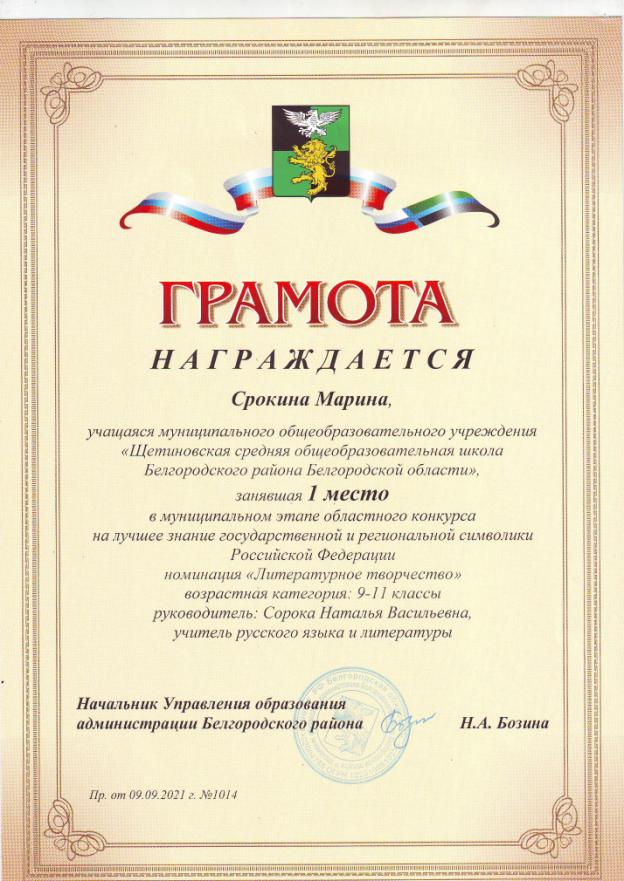 ГРАМОТА
НАГРАЖДАЕТСЯ
Срокина Марина,
учащаяся муниципального общеобразовательного учреждения
«Щетиновская средняя общеобразовательная школа
Белгородского района Белгородской области»,
занявшая 1 место
в муниципальном этапе областного конкурса
на лучшее знание государственной и региональной символики
Российской Федерации
номинация «Литературное творчество»
возрастная категория: 9-11 классы
руководитель: Сорока Наталья Васильевна,
учитель русского языка и литературы
Начальник Управления образования
администрации Белгородского района Н.А. Бозина
Пр. от 09.09.2021 г. №1014